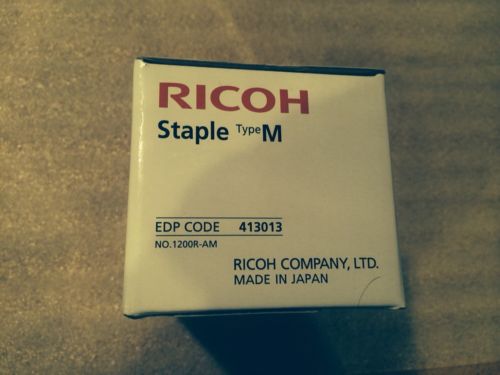 RICOH
Staple Type M
EDP CODE 413013
NO.1200R-AM
RICOH COMPANY, LTD.
MADE IN JAPAN